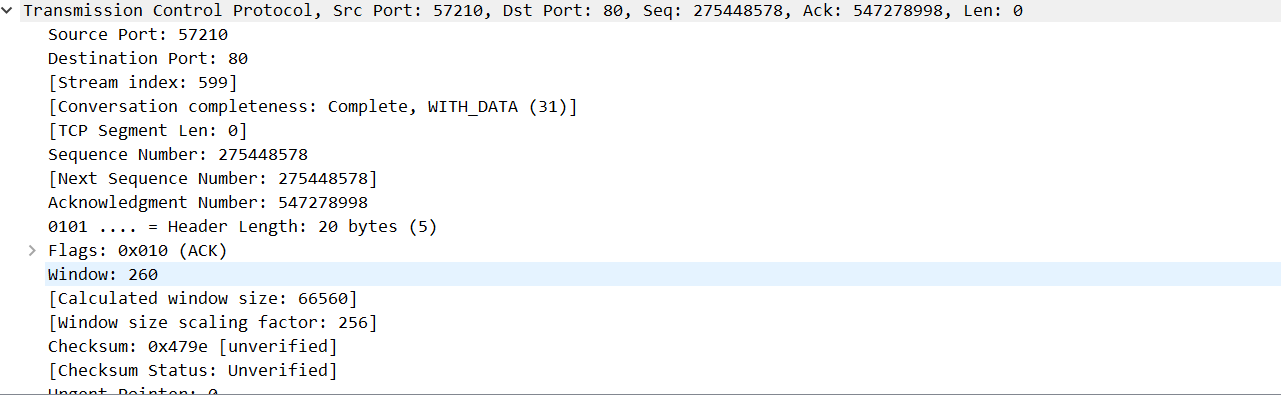 Transmission Control Protocol, Src Port: 57210, Dst Port: 80, Seq: 275448578, Ack: 547278998, Len: 0
Source Port: 57210
Destination Port: 80
[Stream index: 599]
[Conversation completeness: Complete, WITH_DATA (31)]
[TCP Segment Len: 0]
Sequence Number: 275448578
[Next Sequence Number: 275448578]
Acknowledgment Number: 547278998
0101 .... = Header Length: 20 bytes (5)
Flags: 0x010 (ACK)
Window: 260
[Calculated window size: 66560]
[Window size scaling factor: 256]
Checksum: 0x479e [unverified]
[Checksum Status: Unverified]
Urgent Pointer: 0